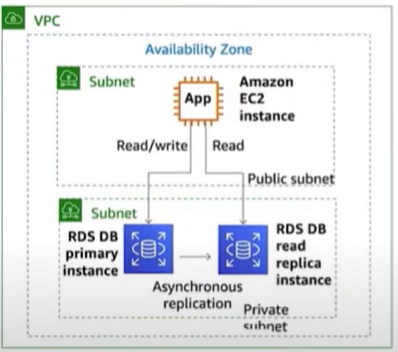 VPC
Availability Zone
Subnet
App
Amazon
EC2
instance
Read/write
Read
Public subnet
Subnet
RDS DB
primary
instance
RDS DB
read
replica
instance
Asynchronous
replication
Private
subnet